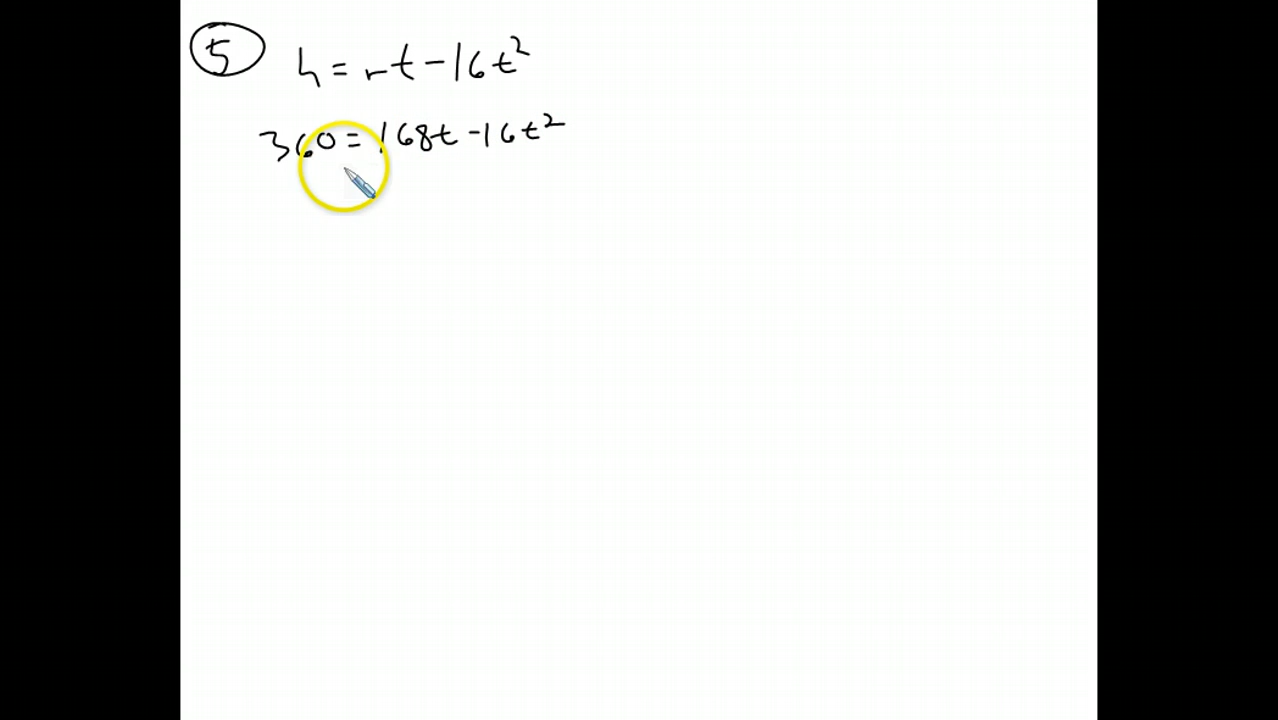 5 h = rt - 16t²
360 = 168t - 16t²